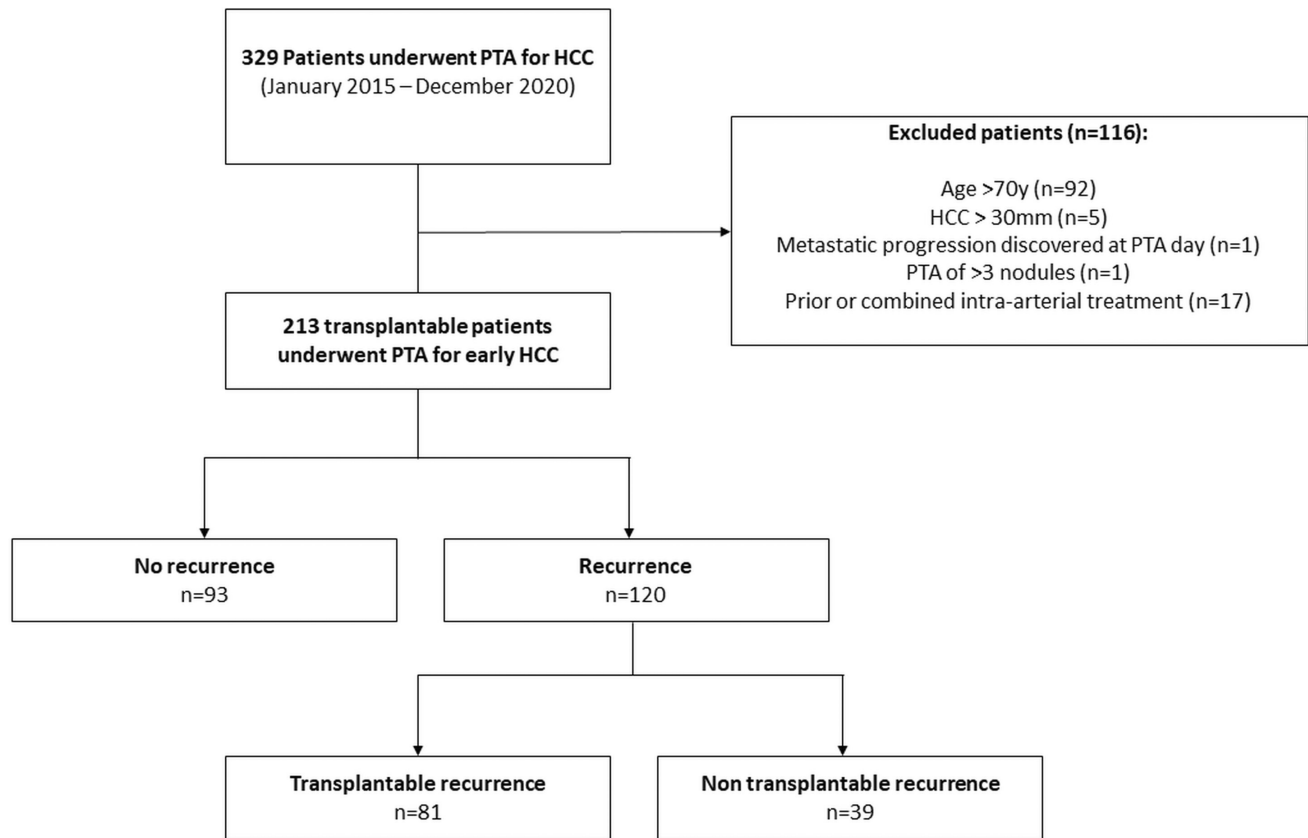 329 Patients underwent PTA for HCC
(January 2015 – December 2020)
Excluded patients (n=116):
Age >70y (n=92)
HCC > 30mm (n=5)
Metastatic progression discovered at PTA day (n=1)
PTA of >3 nodules (n=1)
Prior or combined intra-arterial treatment (n=17)
213 transplantable patients
underwent PTA for early HCC
No recurrence
n=93
Recurrence
n=120
Transplantable recurrence
n=81
Non transplantable recurrence
n=39